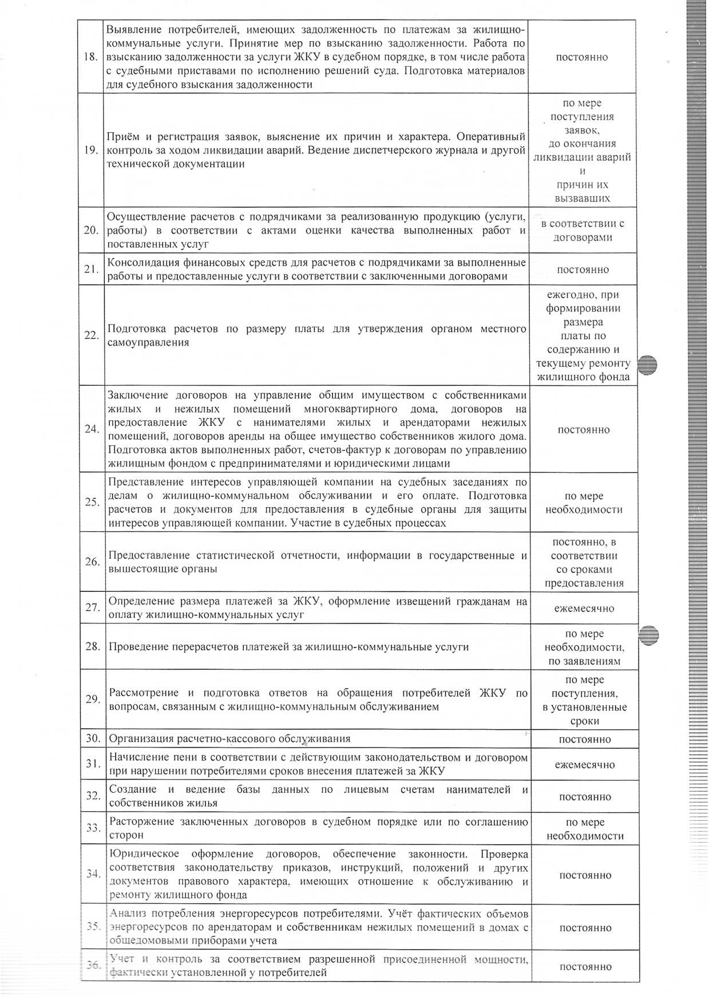 18.
Выявление потребителей, имеющих задолженность по платежам за жилищно-
коммунальные услуги. Принятие мер по взысканию задолженности. Работа по
взысканию задолженности за услуги ЖКУ в судебном порядке, в том числе работа
с судебными приставами по исполнению решений суда. Подготовка материалов
для судебного взыскания задолженности
постоянно
19.
Приём и регистрация заявок, выяснение их причин и характера. Оперативный
контроль за ходом ликвидации аварий. Ведение диспетчерского журнала и другой
технической документации
по мере
поступления
заявок,
до окончания
ликвидации аварий
и
причин их
вызвавших
20.
Осуществление расчетов с подрядчиками за реализованную продукцию (услуги,
работы) в соответствии с актами оценки качества выполненных работ и
поставленных услуг
в соответствии с
договорами
21.
Консолидация финансовых средств для расчетов с подрядчиками за выполненные
работы и предоставленные услуги в соответствии с заключенными договорами
постоянно
22.
Подготовка расчетов по размеру платы для утверждения органом местного
самоуправления
ежегодно, при
формировании
размера
платы по
содержанию и
текущему ремонту
жилищного фонда
24.
Заключение договоров на управление общим имуществом с собственниками
жилых и нежилых помещений многоквартирного дома, договоров на
предоставление ЖКУ с нанимателями жилых и арендаторами нежилых
помещений, договоров аренды на общее имущество собственников жилого дома.
Подготовка актов выполненных работ, счетов-фактур к договорам по управлению
жилищным фондом с предпринимателями и юридическими лицами
постоянно
25.
Представление интересов управляющей компании на судебных заседаниях по
делам о жилищно-коммунальном обслуживании и его оплате. Подготовка
расчетов и документов для предоставления в судебные органы для защиты
интересов управляющей компании. Участие в судебных процессах
по мере
необходимости
26.
Предоставление статистической отчетности, информации в государственные и
вышестоящие органы
постоянно, в
соответствии
со сроками
предоставления
27.
Определение размера платежей за ЖКУ, оформление извещений гражданам на
оплату жилищно-коммунальных услуг
ежемесячно
28.
Проведение перерасчетов платежей за жилищно-коммунальные услуги
по мере
необходимости,
по заявлениям
29.
Рассмотрение и подготовка ответов на обращения потребителей ЖКУ по
вопросам, связанным с жилищно-коммунальным обслуживанием
по мере
поступления,
в установленные
сроки
30.
Организация расчетно-кассового обслуживания
постоянно
31.
Начисление пени в соответствии с действующим законодательством и договором
при нарушении потребителями сроков внесения платежей за ЖКУ
ежемесячно
32.
Создание и ведение базы данных по лицевым счетам нанимателей и
собственников жилья
постоянно
33.
Расторжение заключенных договоров в судебном порядке или по соглашению
сторон
по мере
необходимости
34.
Юридическое оформление договоров, обеспечение законности. Проверка
соответствия законодательству приказов, инструкций, положений и других
документов правового характера, имеющих отношение к обслуживанию и
ремонту жилищного фонда
постоянно
35.
Анализ потребления энергоресурсов потребителями. Учёт фактических объемов
энергоресурсов по арендаторам и собственникам нежилых помещений в домах с
общедомовыми приборами учета
постоянно
36.
Учет и контроль за соответствием разрешенной присоединенной мощности,
фактически установленной у потребителей
постоянно